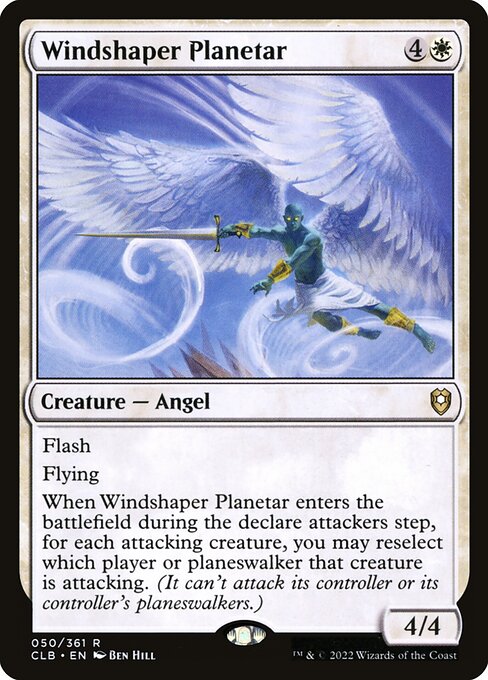 Windshaper Planetar 4
Creature — Angel
Flash
Flying
When Windshaper Planetar enters the
battlefield during the declare attackers step,
for each attacking creature, you may reselect
which player or planeswalker that creature
is attacking. (It can't attack its controller or its
controller's planeswalkers.)
4/4
050/361 R
CLB • EN Ben Hill
™ & © 2022 Wizards of the Coast